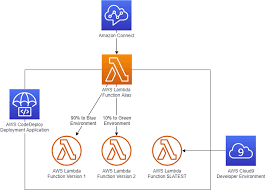 Amazon Connect
AWS Lambda
Function Alias
AWS CodeDeploy
Deployment Application
90% to Blue
Environment
10% to Green
Environment
AWS Lambda
Function Version 1
AWS Lambda
Function Version 2
AWS Lambda
Function $LATEST
9
AWS Cloud9
Developer Environment